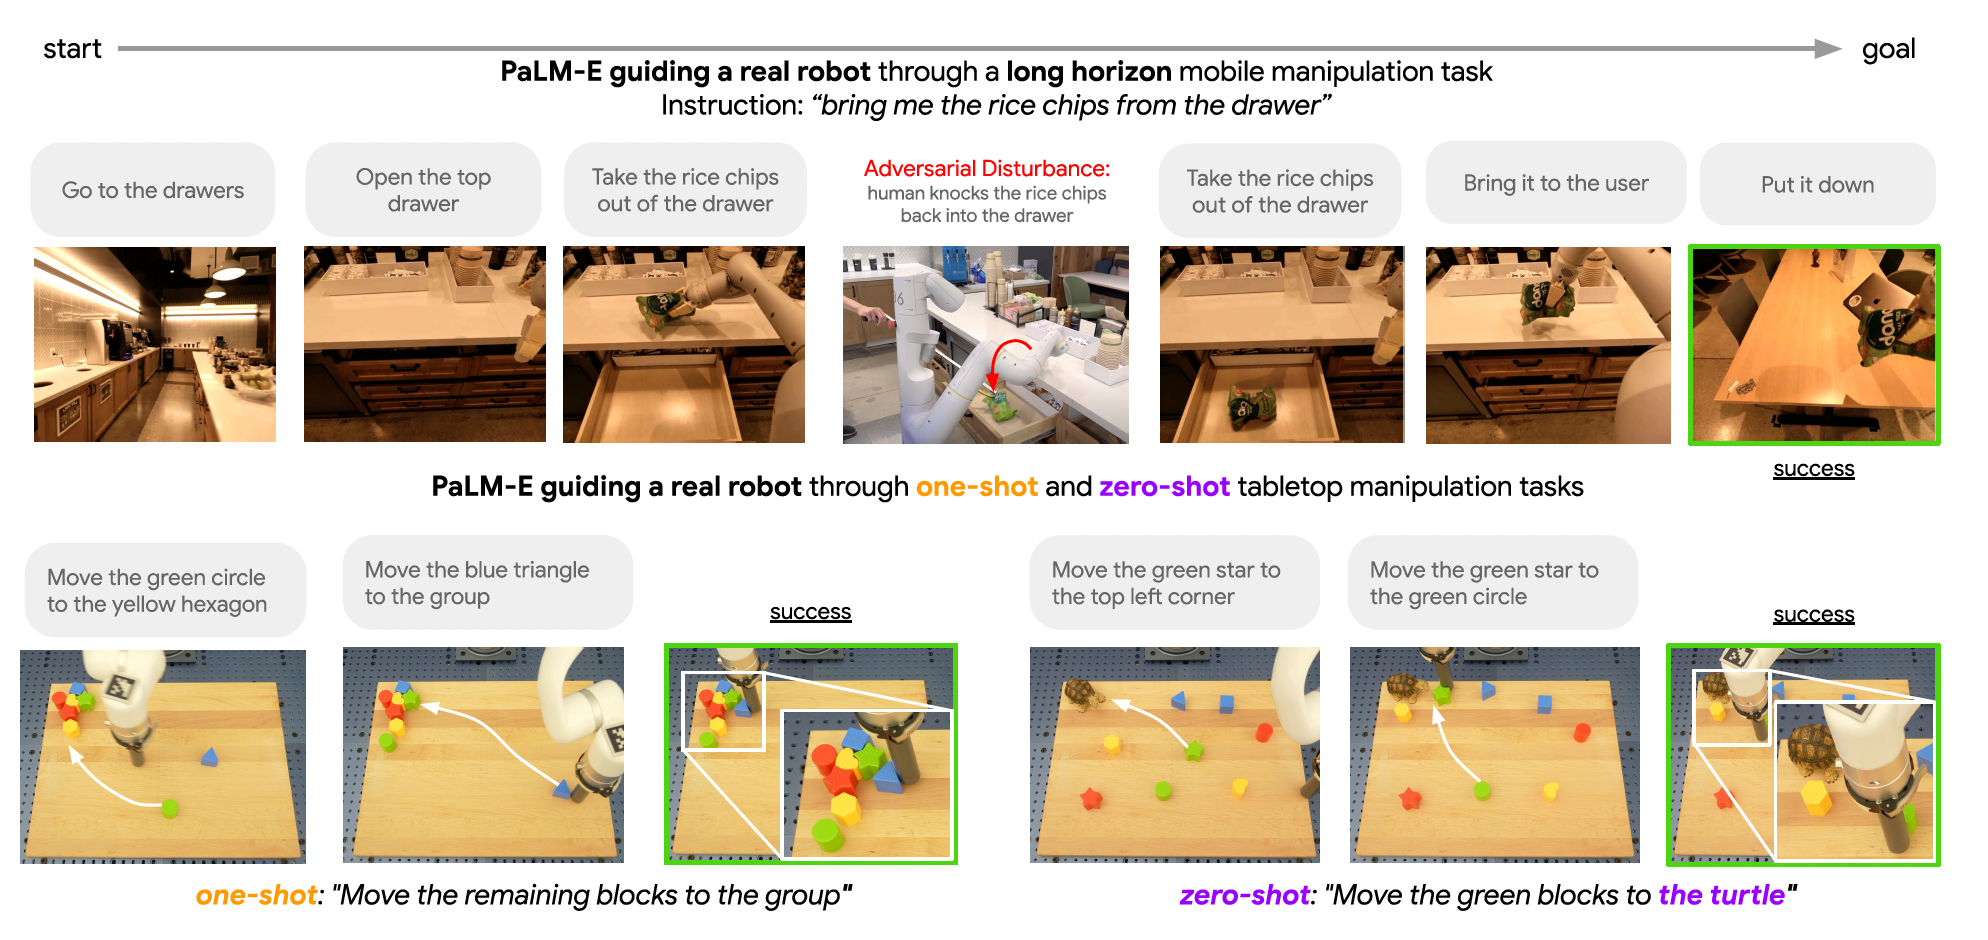 start
goal
PaLM-E guiding a real robot through a long horizon mobile manipulation task
Instruction: “bring me the rice chips from the drawer”
Go to the drawers
Open the top
drawer
Take the rice chips
out of the drawer
Adversarial Disturbance:
human knocks the rice chips
back into the drawer
Take the rice chips
out of the drawer
Bring it to the user
Put it down
success
PaLM-E guiding a real robot through one-shot and zero-shot tabletop manipulation tasks
Move the green circle
to the yellow hexagon
Move the blue triangle
to the group
success
Move the green star to
the top left corner
Move the green star to
the green circle
success
one-shot: "Move the remaining blocks to the group"
zero-shot: "Move the green blocks to the turtle"